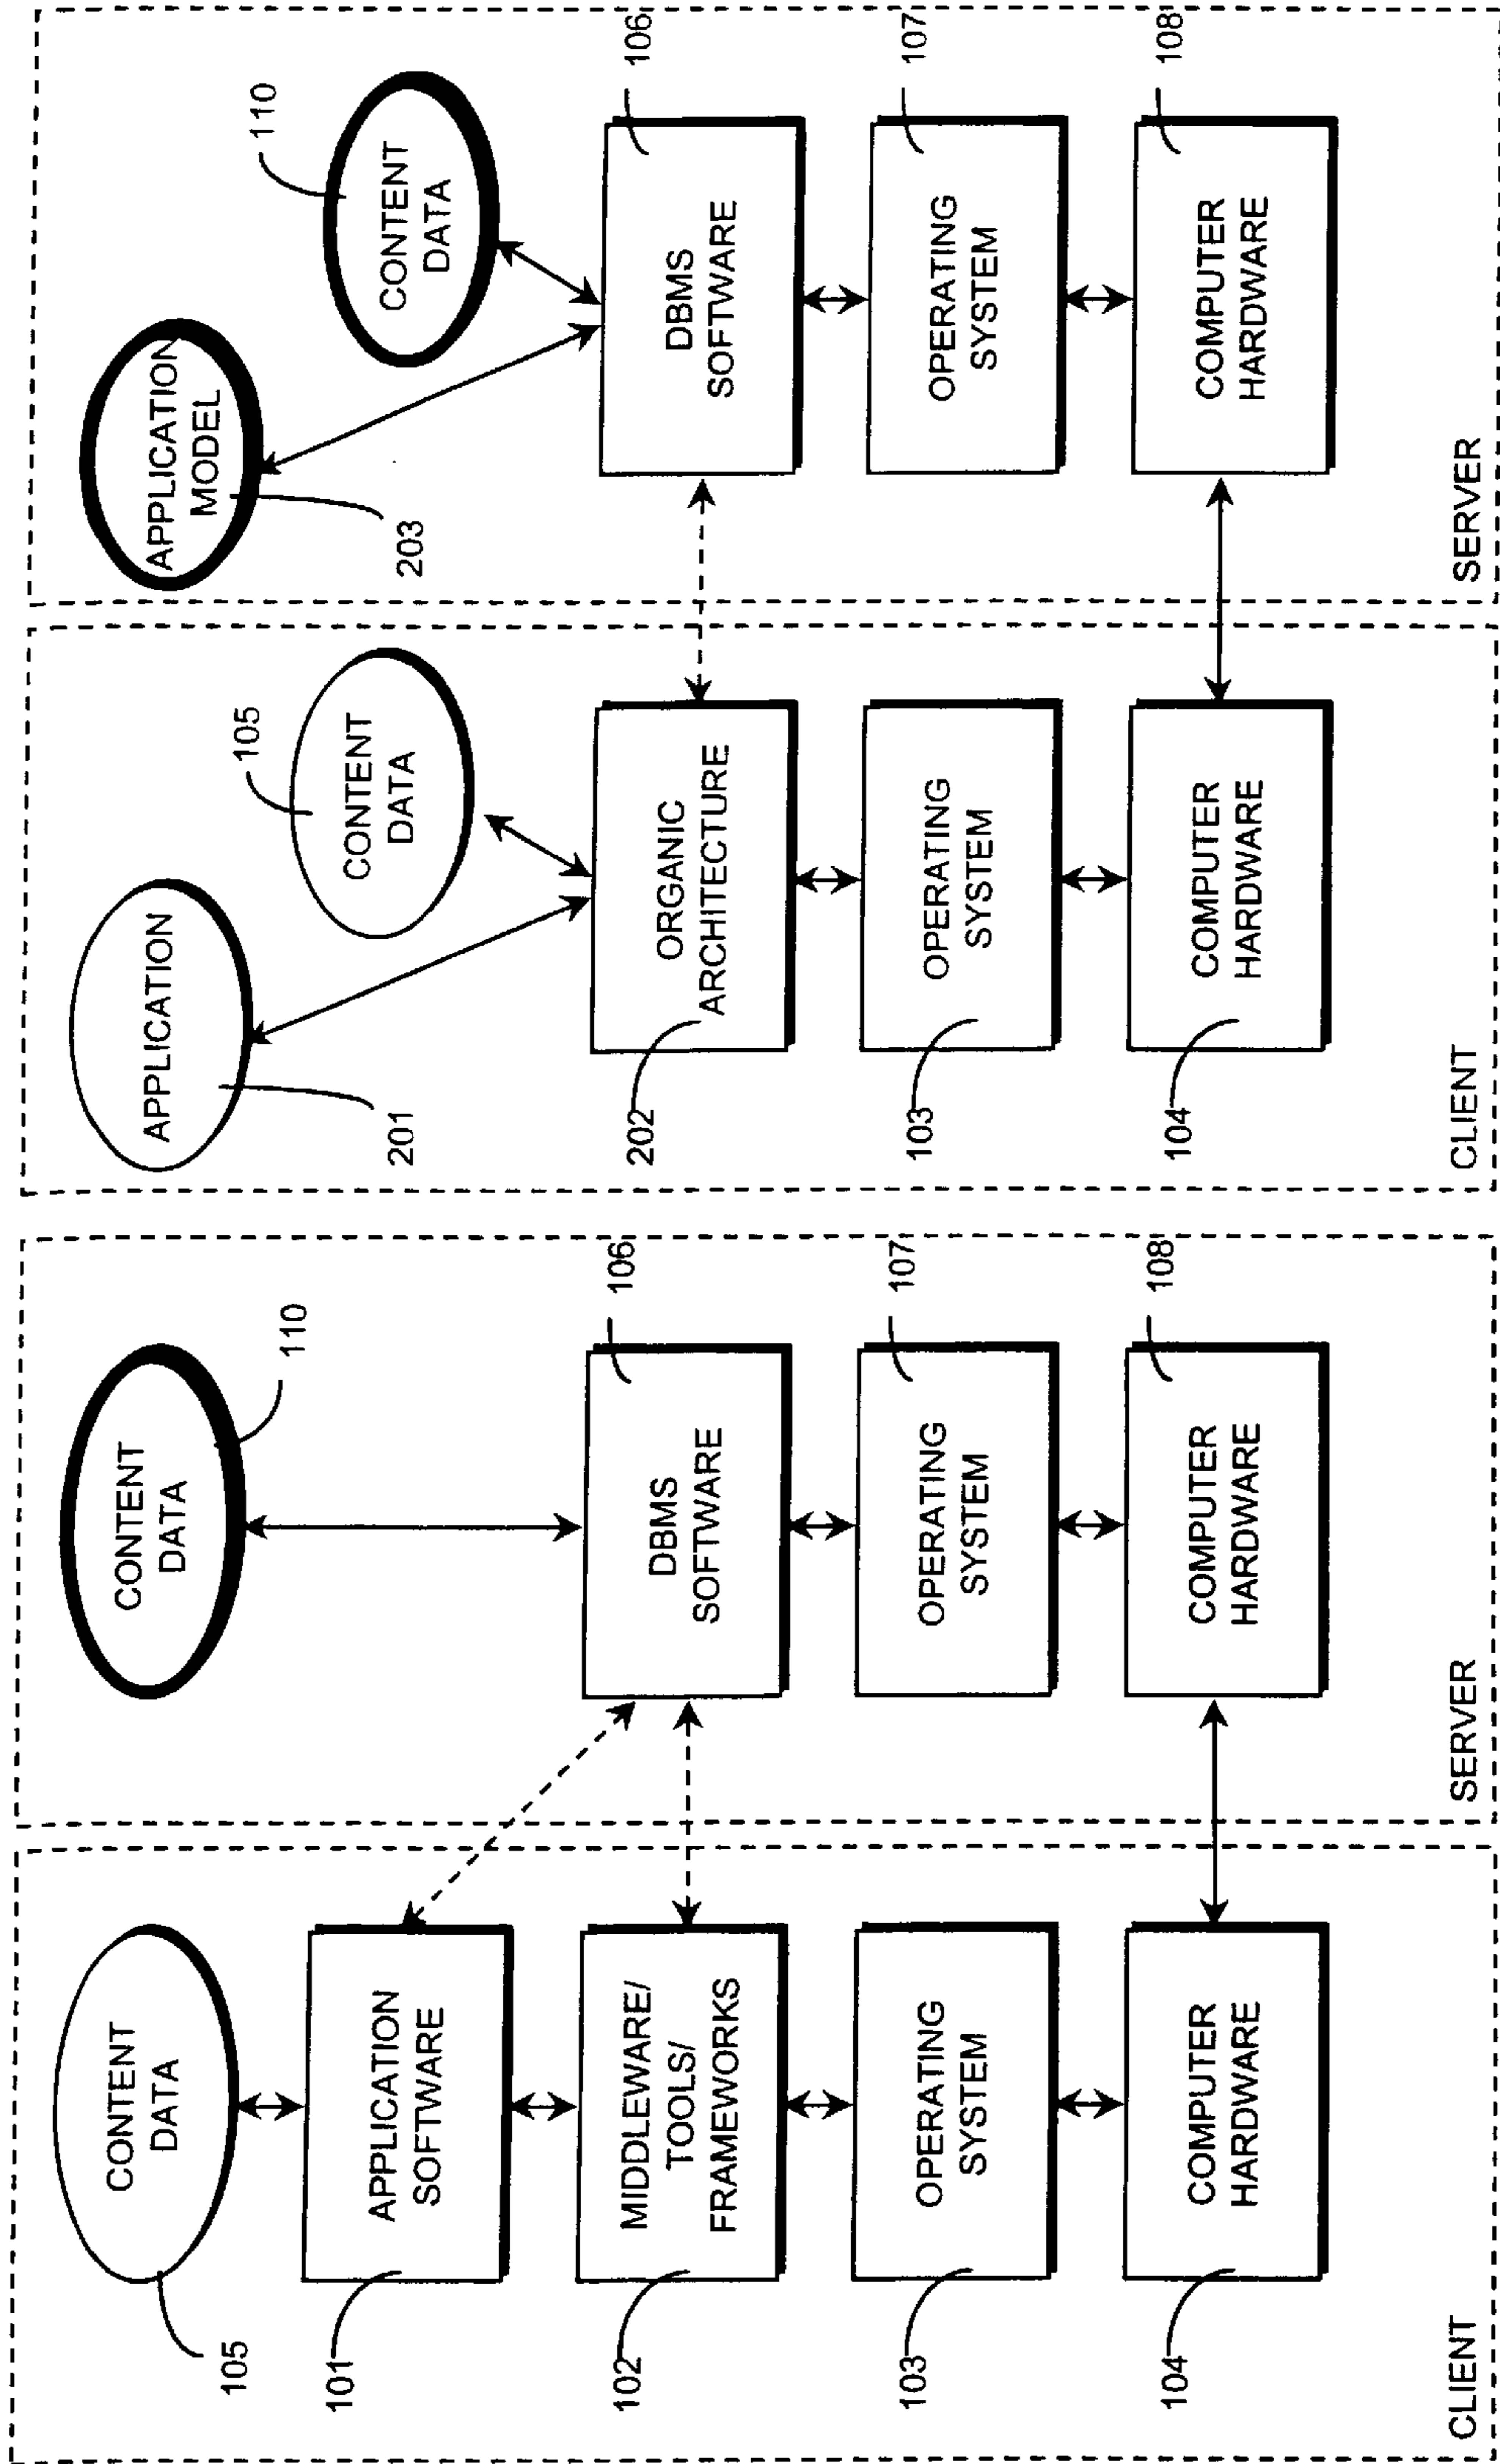 CONTENT
DATA
105
APPLICATION
SOFTWARE
101
MIDDLEWARE/
TOOLS/
FRAMEWORKS
102
OPERATING
SYSTEM
103
COMPUTER
HARDWARE
104
CLIENT
CONTENT
DATA
110
DBMS
SOFTWARE
106
OPERATING
SYSTEM
107
COMPUTER
HARDWARE
108
SERVER
APPLICATION
201
CONTENT
DATA
105
ORGANIC
ARCHITECTURE
202
OPERATING
SYSTEM
103
COMPUTER
HARDWARE
104
CLIENT
APPLICATION
MODEL
203
CONTENT
DATA
110
DBMS
SOFTWARE
106
OPERATING
SYSTEM
107
COMPUTER
HARDWARE
108
SERVER